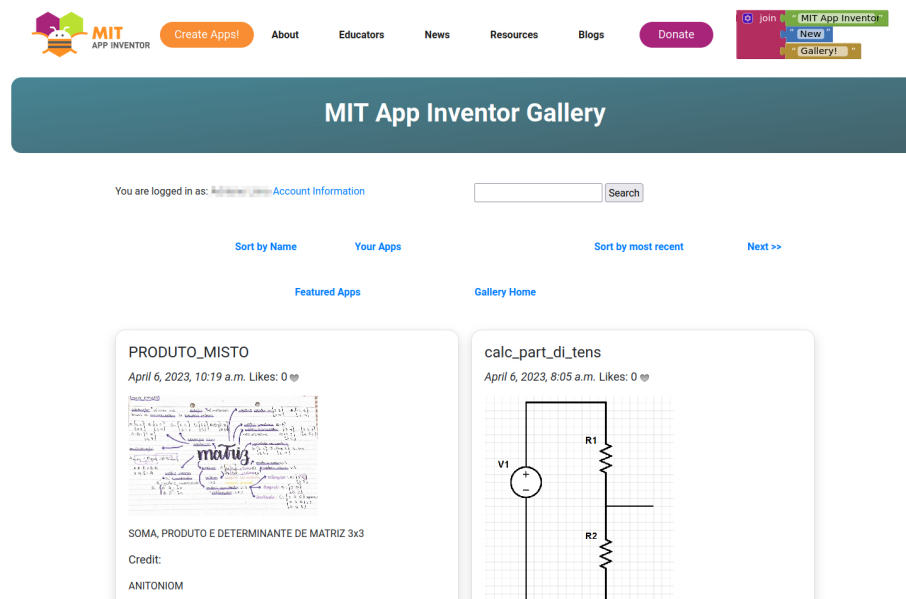 MIT
APP INVENTOR
Create Apps!
About
Educators
News
Resources
Blogs
Donate
join " MIT App Inventor "
" New "
" Gallery! "
MIT App Inventor Gallery
You are logged in as: Account Information
Search
Sort by Name
Your Apps
Sort by most recent
Next >>
Featured Apps
Gallery Home
PRODUTO_MISTO
April 6, 2023, 10:19 a.m. Likes: 0
matriz
SOMA, PRODUTO E DETERMINANTE DE MATRIZ 3x3
Credit:
ANITONIOM
calc_part_di_tens
April 6, 2023, 8:05 a.m. Likes: 0
R1
V1
+
−
R2